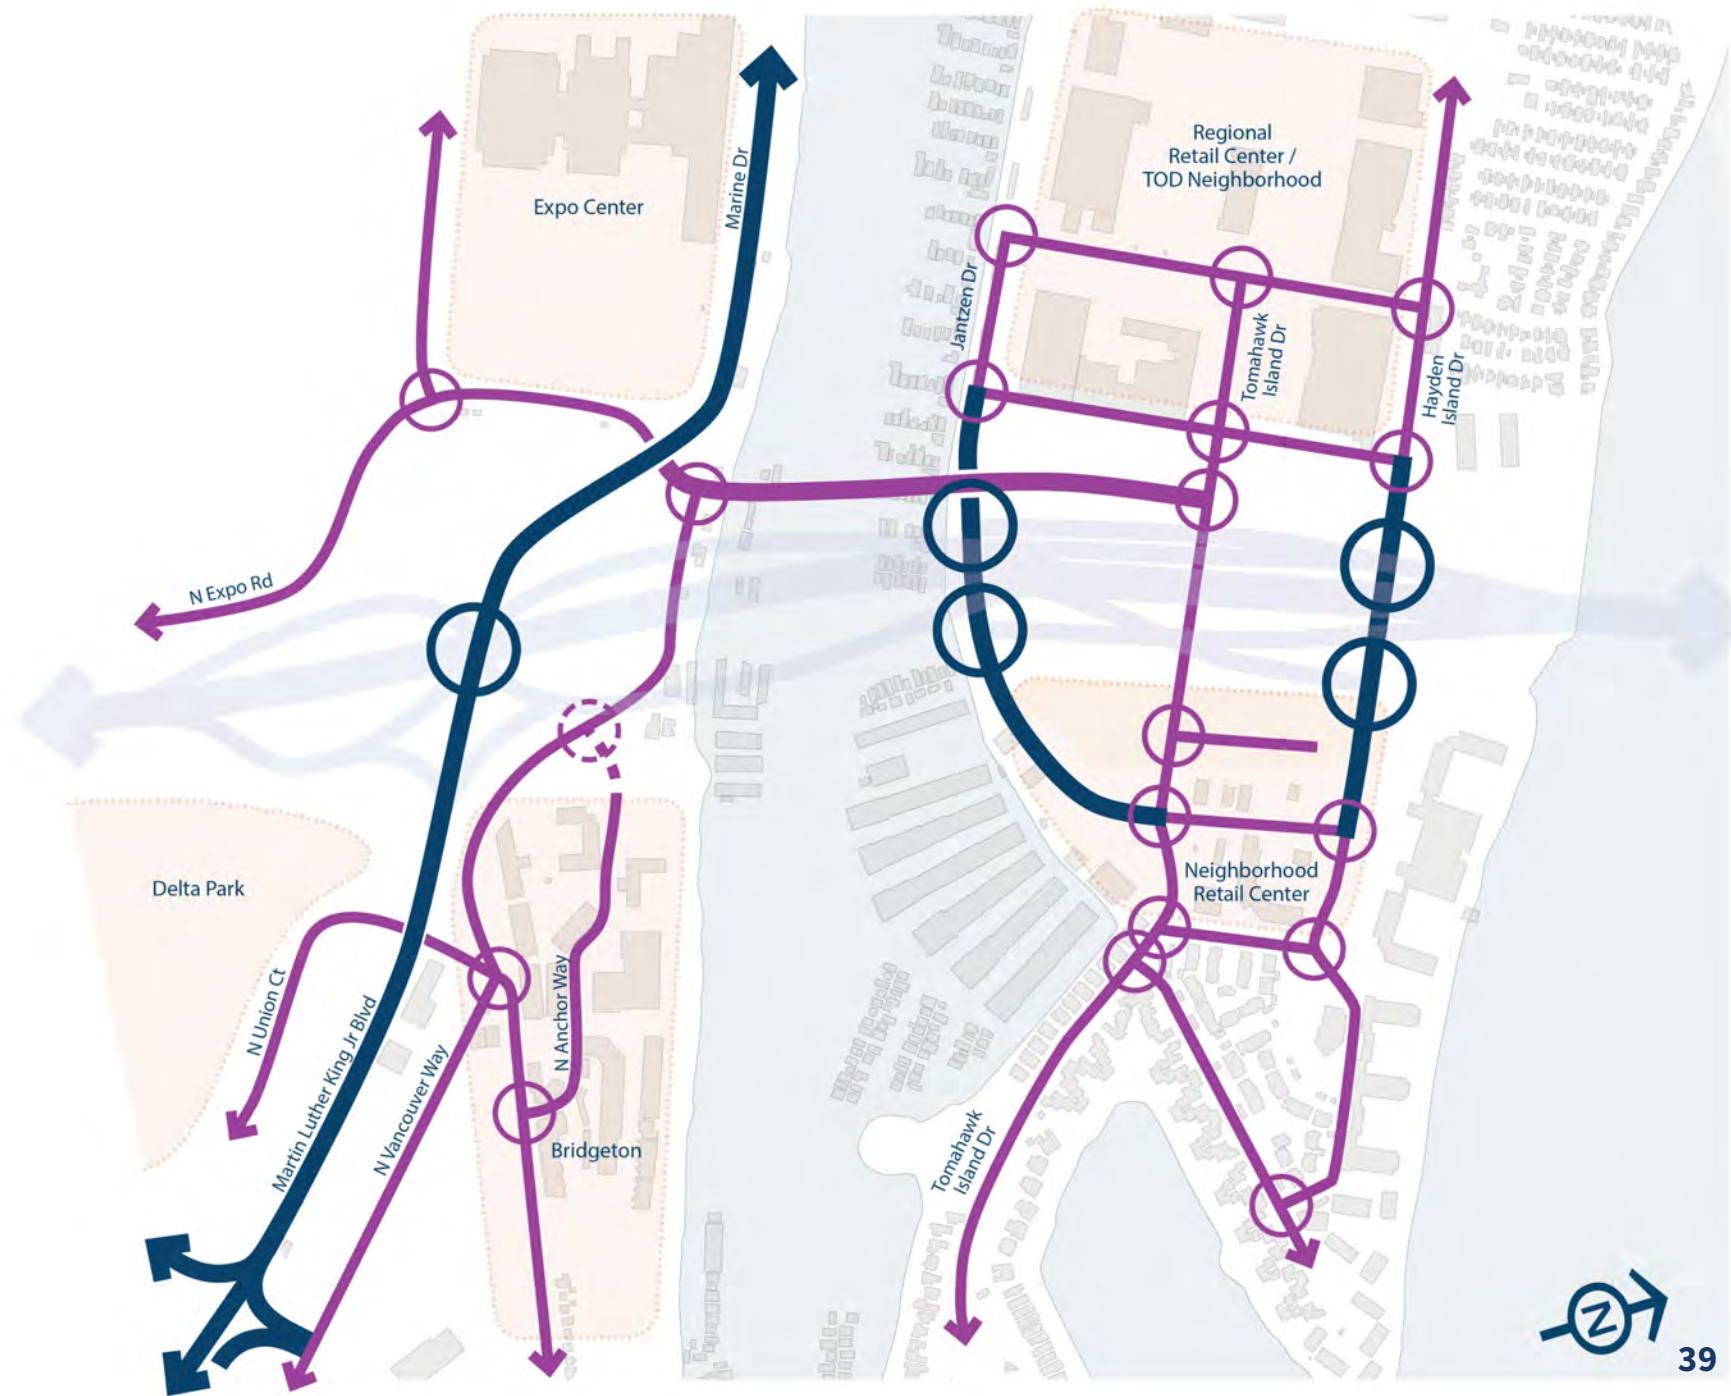 Marine Dr
Expo Center
Regional
Retail Center /
TOD Neighborhood
Jantzen Dr
Tomahawk
Island Dr
Hayden
Island Dr
N Expo Rd
Delta Park
Neighborhood
Retail Center
N Union Ct
Martin Luther King Jr Blvd
N Vancouver Way
N Anchor Way
Bridgeton
Tomahawk
Island Dr
N
39